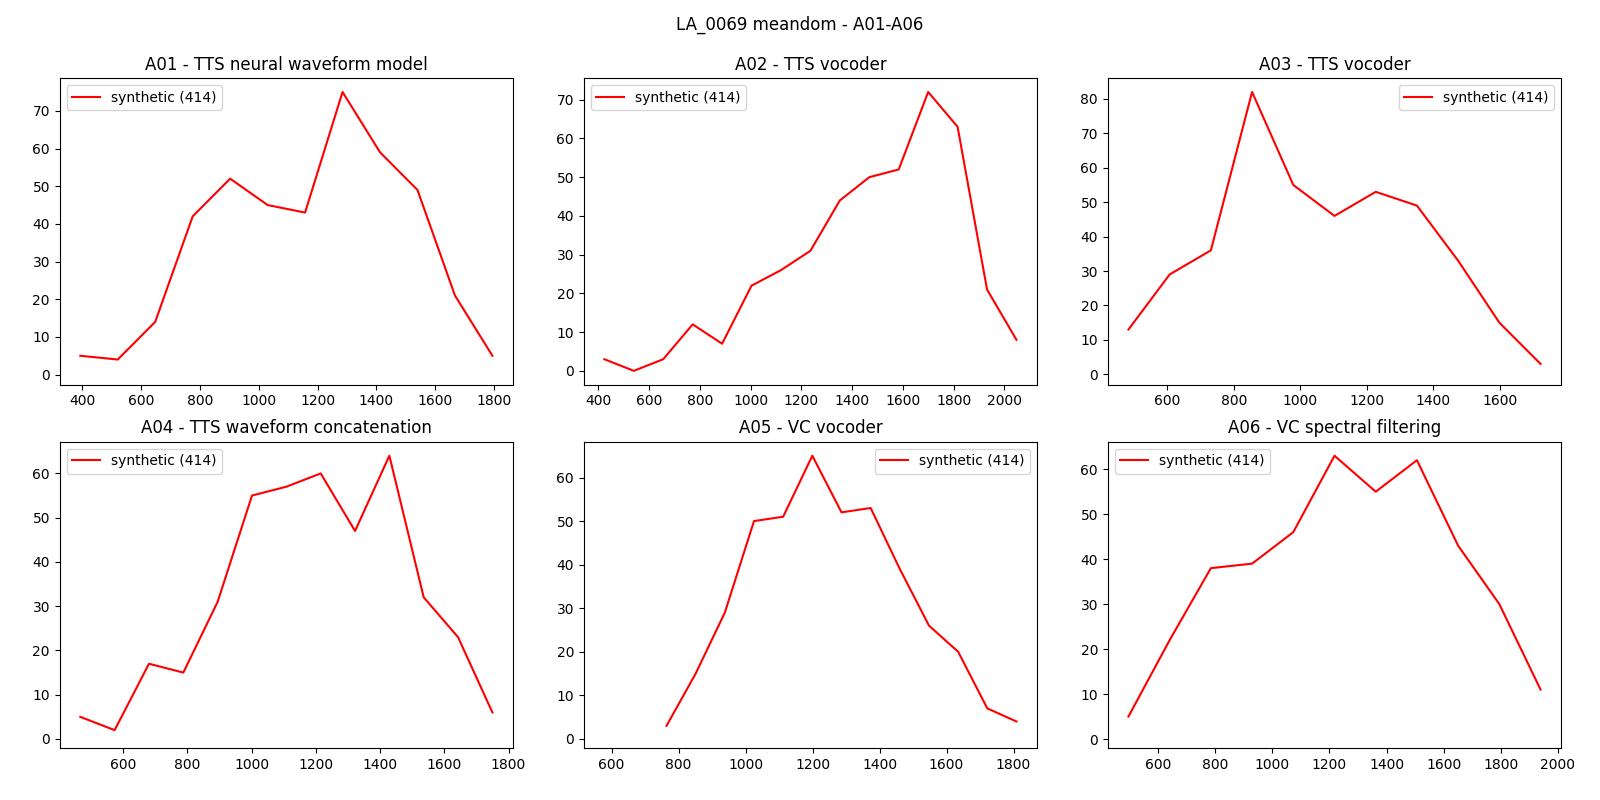 LA_0069 meandom - A01-A06
A01 - TTS neural waveform model
synthetic (414)
70
60
50
40
30
20
10
0
400 600 800 1000 1200 1400 1600 1800
A02 - TTS vocoder
synthetic (414)
70
60
50
40
30
20
10
0
400 600 800 1000 1200 1400 1600 1800 2000
A03 - TTS vocoder
synthetic (414)
80
70
60
50
40
30
20
10
0
600 800 1000 1200 1400 1600
A04 - TTS waveform concatenation
synthetic (414)
60
50
40
30
20
10
0
600 800 1000 1200 1400 1600 1800
A05 - VC vocoder
synthetic (414)
60
50
40
30
20
10
0
600 800 1000 1200 1400 1600 1800
A06 - VC spectral filtering
synthetic (414)
60
50
40
30
20
10
0
600 800 1000 1200 1400 1600 1800 2000